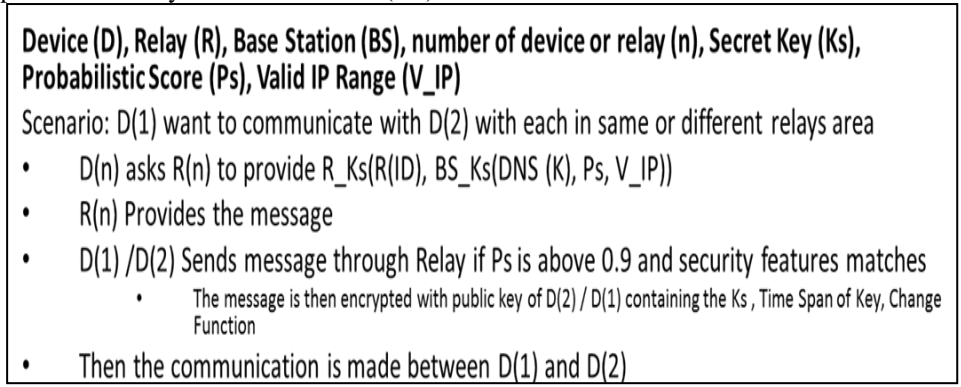 Device (D), Relay (R), Base Station (BS), number of device or relay (n), Secret Key (Ks),
Probabilistic Score (Ps), Valid IP Range (V_IP)
Scenario: D(1) want to communicate with D(2) with each in same or different relays area
• D(n) asks R(n) to provide R_Ks(R(ID), BS_Ks(DNS (K), Ps, V_IP))
• R(n) Provides the message
• D(1) /D(2) Sends message through Relay if Ps is above 0.9 and security features matches
• The message is then encrypted with public key of D(2) / D(1) containing the Ks , Time Span of Key, Change
Function
• Then the communication is made between D(1) and D(2)